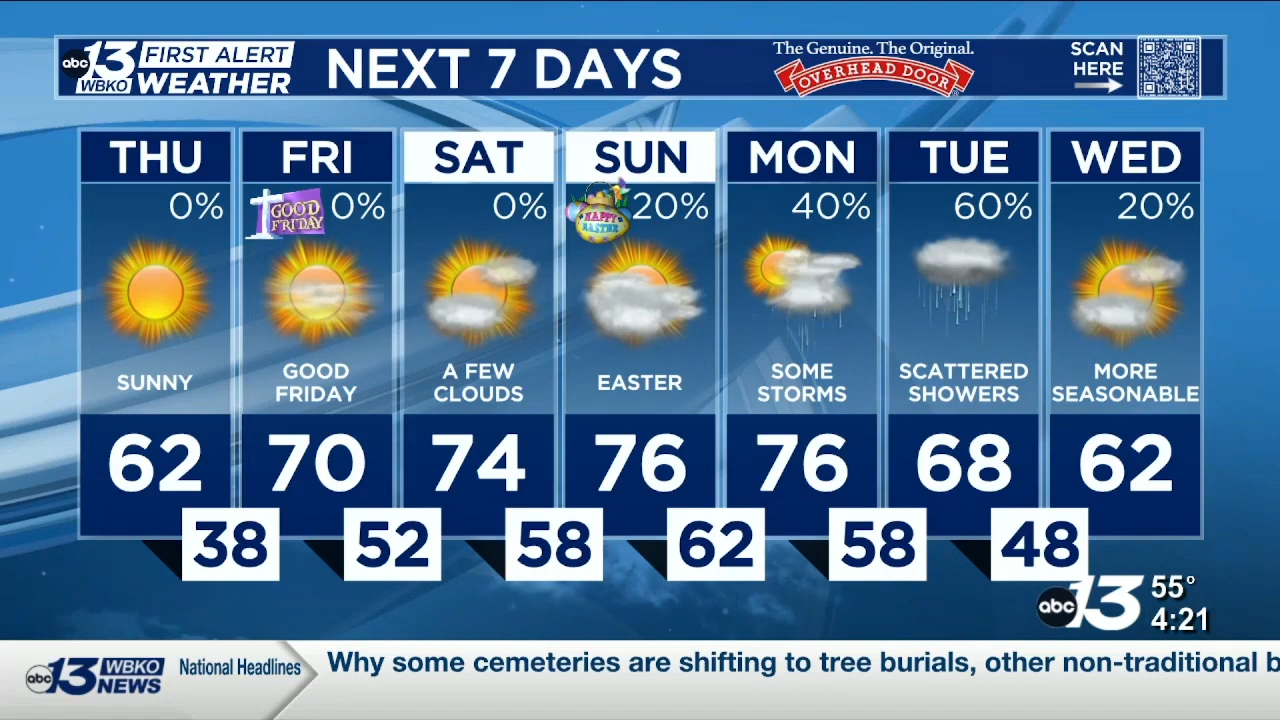 abc 13 WBKO FIRST ALERT WEATHER
NEXT 7 DAYS
The Genuine. The Original.
OVERHEAD DOOR
SCAN
HERE
THU FRI SAT SUN MON TUE WED
0% 0% 0% 20% 40% 60% 20%
GOOD
FRIDAY
HAPPY
EASTER
SUNNY
GOOD
FRIDAY
A FEW
CLOUDS
EASTER
SOME
STORMS
SCATTERED
SHOWERS
MORE
SEASONABLE
62 70 74 76 76 68 62
38 52 58 62 58 48
abc 13
55°
4:21
abc 13 WBKO NEWS
National Headlines
Why some cemeteries are shifting to tree burials, other non-traditional b